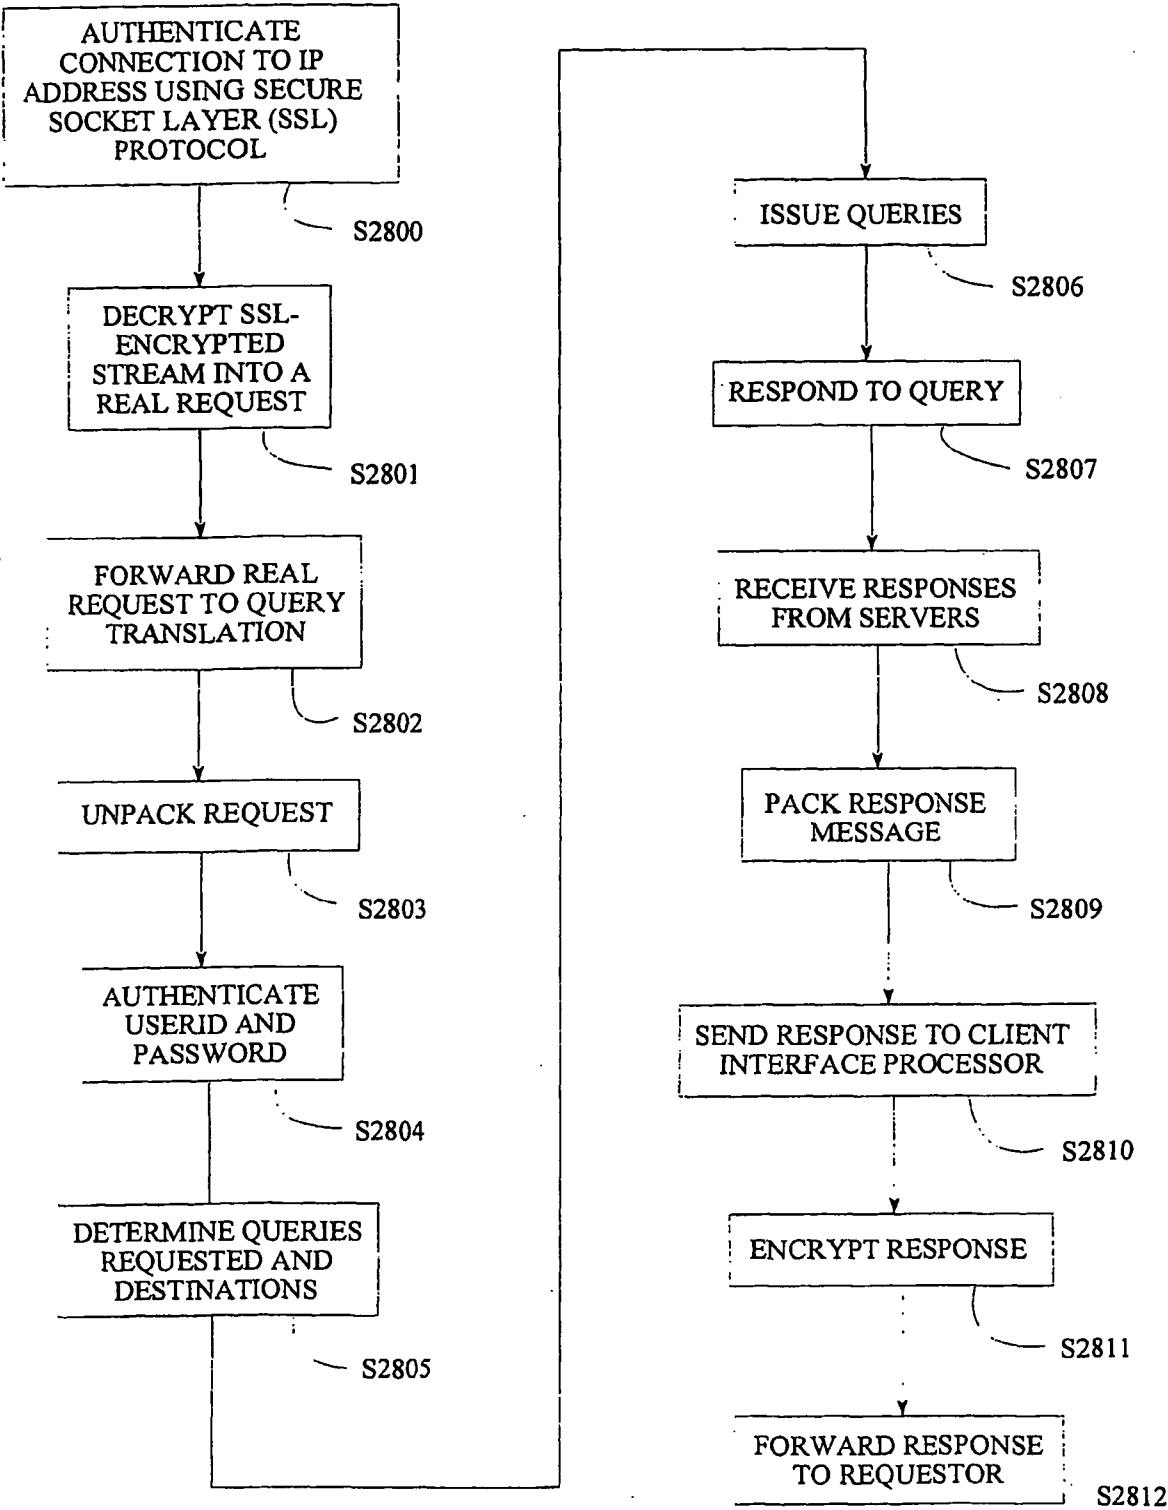 AUTHENTICATE
CONNECTION TO IP
ADDRESS USING SECURE
SOCKET LAYER (SSL)
PROTOCOL
S2800
DECRYPT SSL-
ENCRYPTED
STREAM INTO A
REAL REQUEST
S2801
FORWARD REAL
REQUEST TO QUERY
TRANSLATION
S2802
UNPACK REQUEST
S2803
AUTHENTICATE
USERID AND
PASSWORD
S2804
DETERMINE QUERIES
REQUESTED AND
DESTINATIONS
S2805
ISSUE QUERIES
S2806
RESPOND TO QUERY
S2807
RECEIVE RESPONSES
FROM SERVERS
S2808
PACK RESPONSE
MESSAGE
S2809
SEND RESPONSE TO CLIENT
INTERFACE PROCESSOR
S2810
ENCRYPT RESPONSE
S2811
FORWARD RESPONSE
TO REQUESTOR
S2812